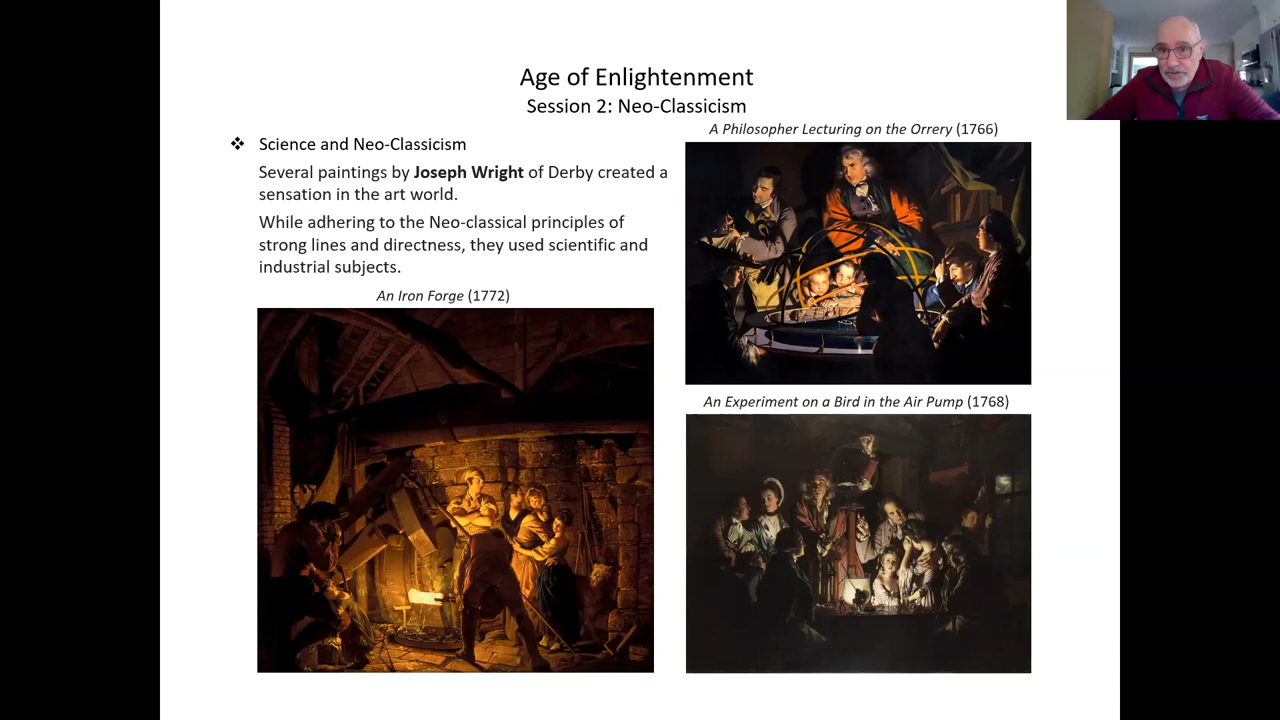 Age of Enlightenment
Session 2: Neo-Classicism
❖ Science and Neo-Classicism
Several paintings by Joseph Wright of Derby created a
sensation in the art world.
While adhering to the Neo-classical principles of
strong lines and directness, they used scientific and
industrial subjects.
An Iron Forge (1772)
A Philosopher Lecturing on the Orrery (1766)
An Experiment on a Bird in the Air Pump (1768)